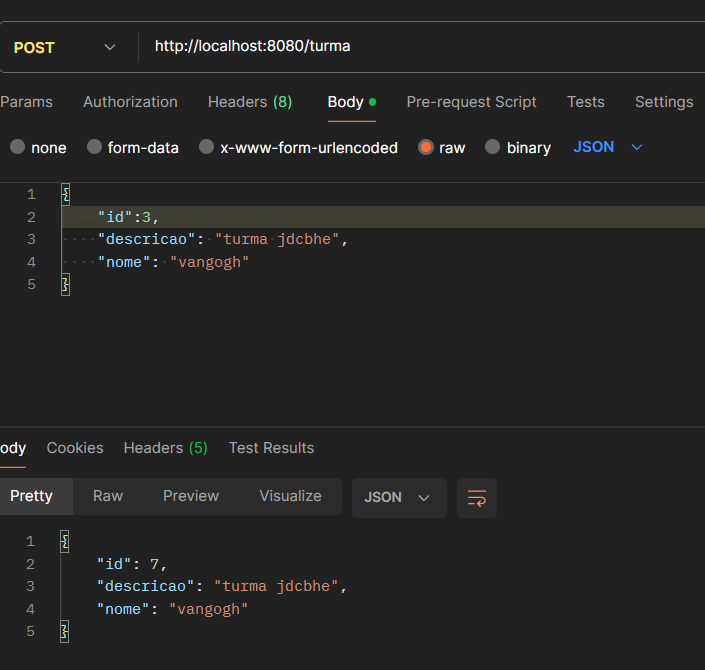 POST http://localhost:8080/turma
Params Authorization Headers (8) Body Pre-request Script Tests Settings
none form-data x-www-form-urlencoded raw binary JSON
1 {
2 "id":3,
3 "descricao": "turma jdcbhe",
4 "nome": "vangogh"
5 }
ody Cookies Headers (5) Test Results
Pretty Raw Preview Visualize JSON
1 {
2 "id": 7,
3 "descricao": "turma jdcbhe",
4 "nome": "vangogh"
5 }